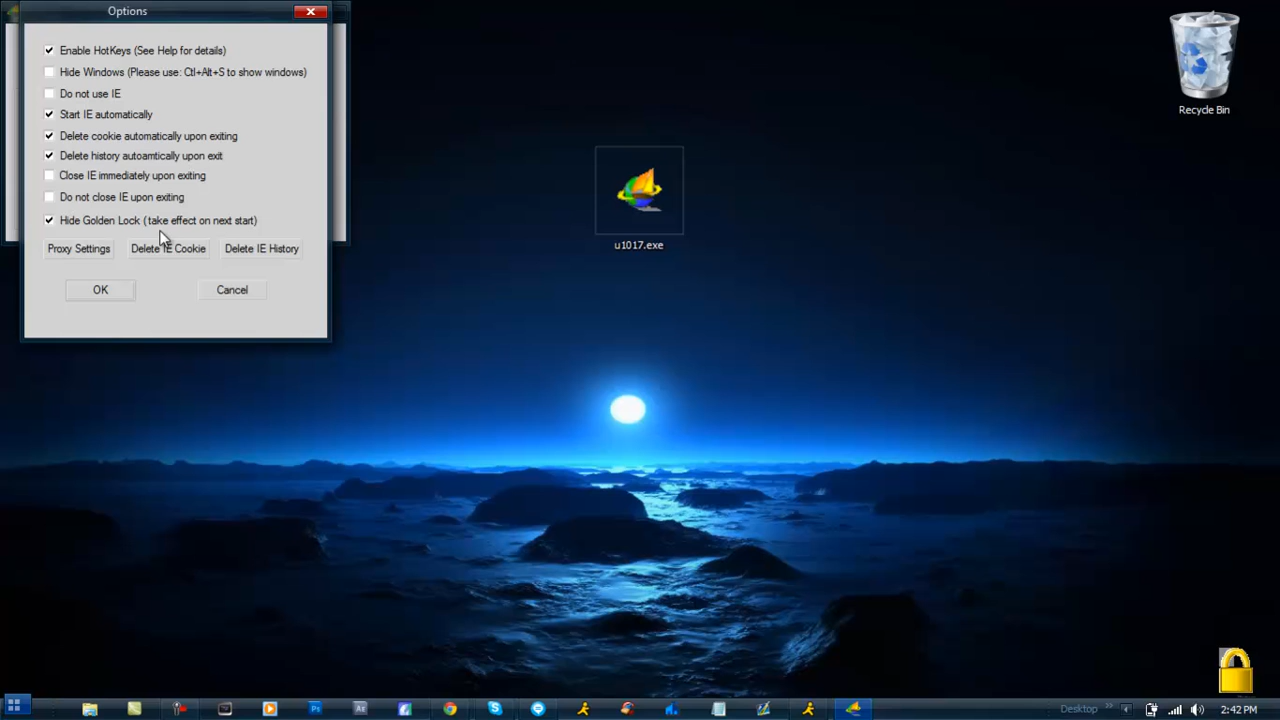 Options
Enable HotKeys (See Help for details)
Hide Windows (Please use: Ctl+Alt+S to show windows)
Do not use IE
Start IE automatically
Delete cookie automatically upon exiting
Delete history autoamtically upon exit
Close IE immediately upon exiting
Do not close IE upon exiting
Hide Golden Lock (take effect on next start)
Proxy Settings Delete IE Cookie Delete IE History
OK Cancel
Recycle Bin
u1017.exe
Ps Ae
Desktop
2:42 PM